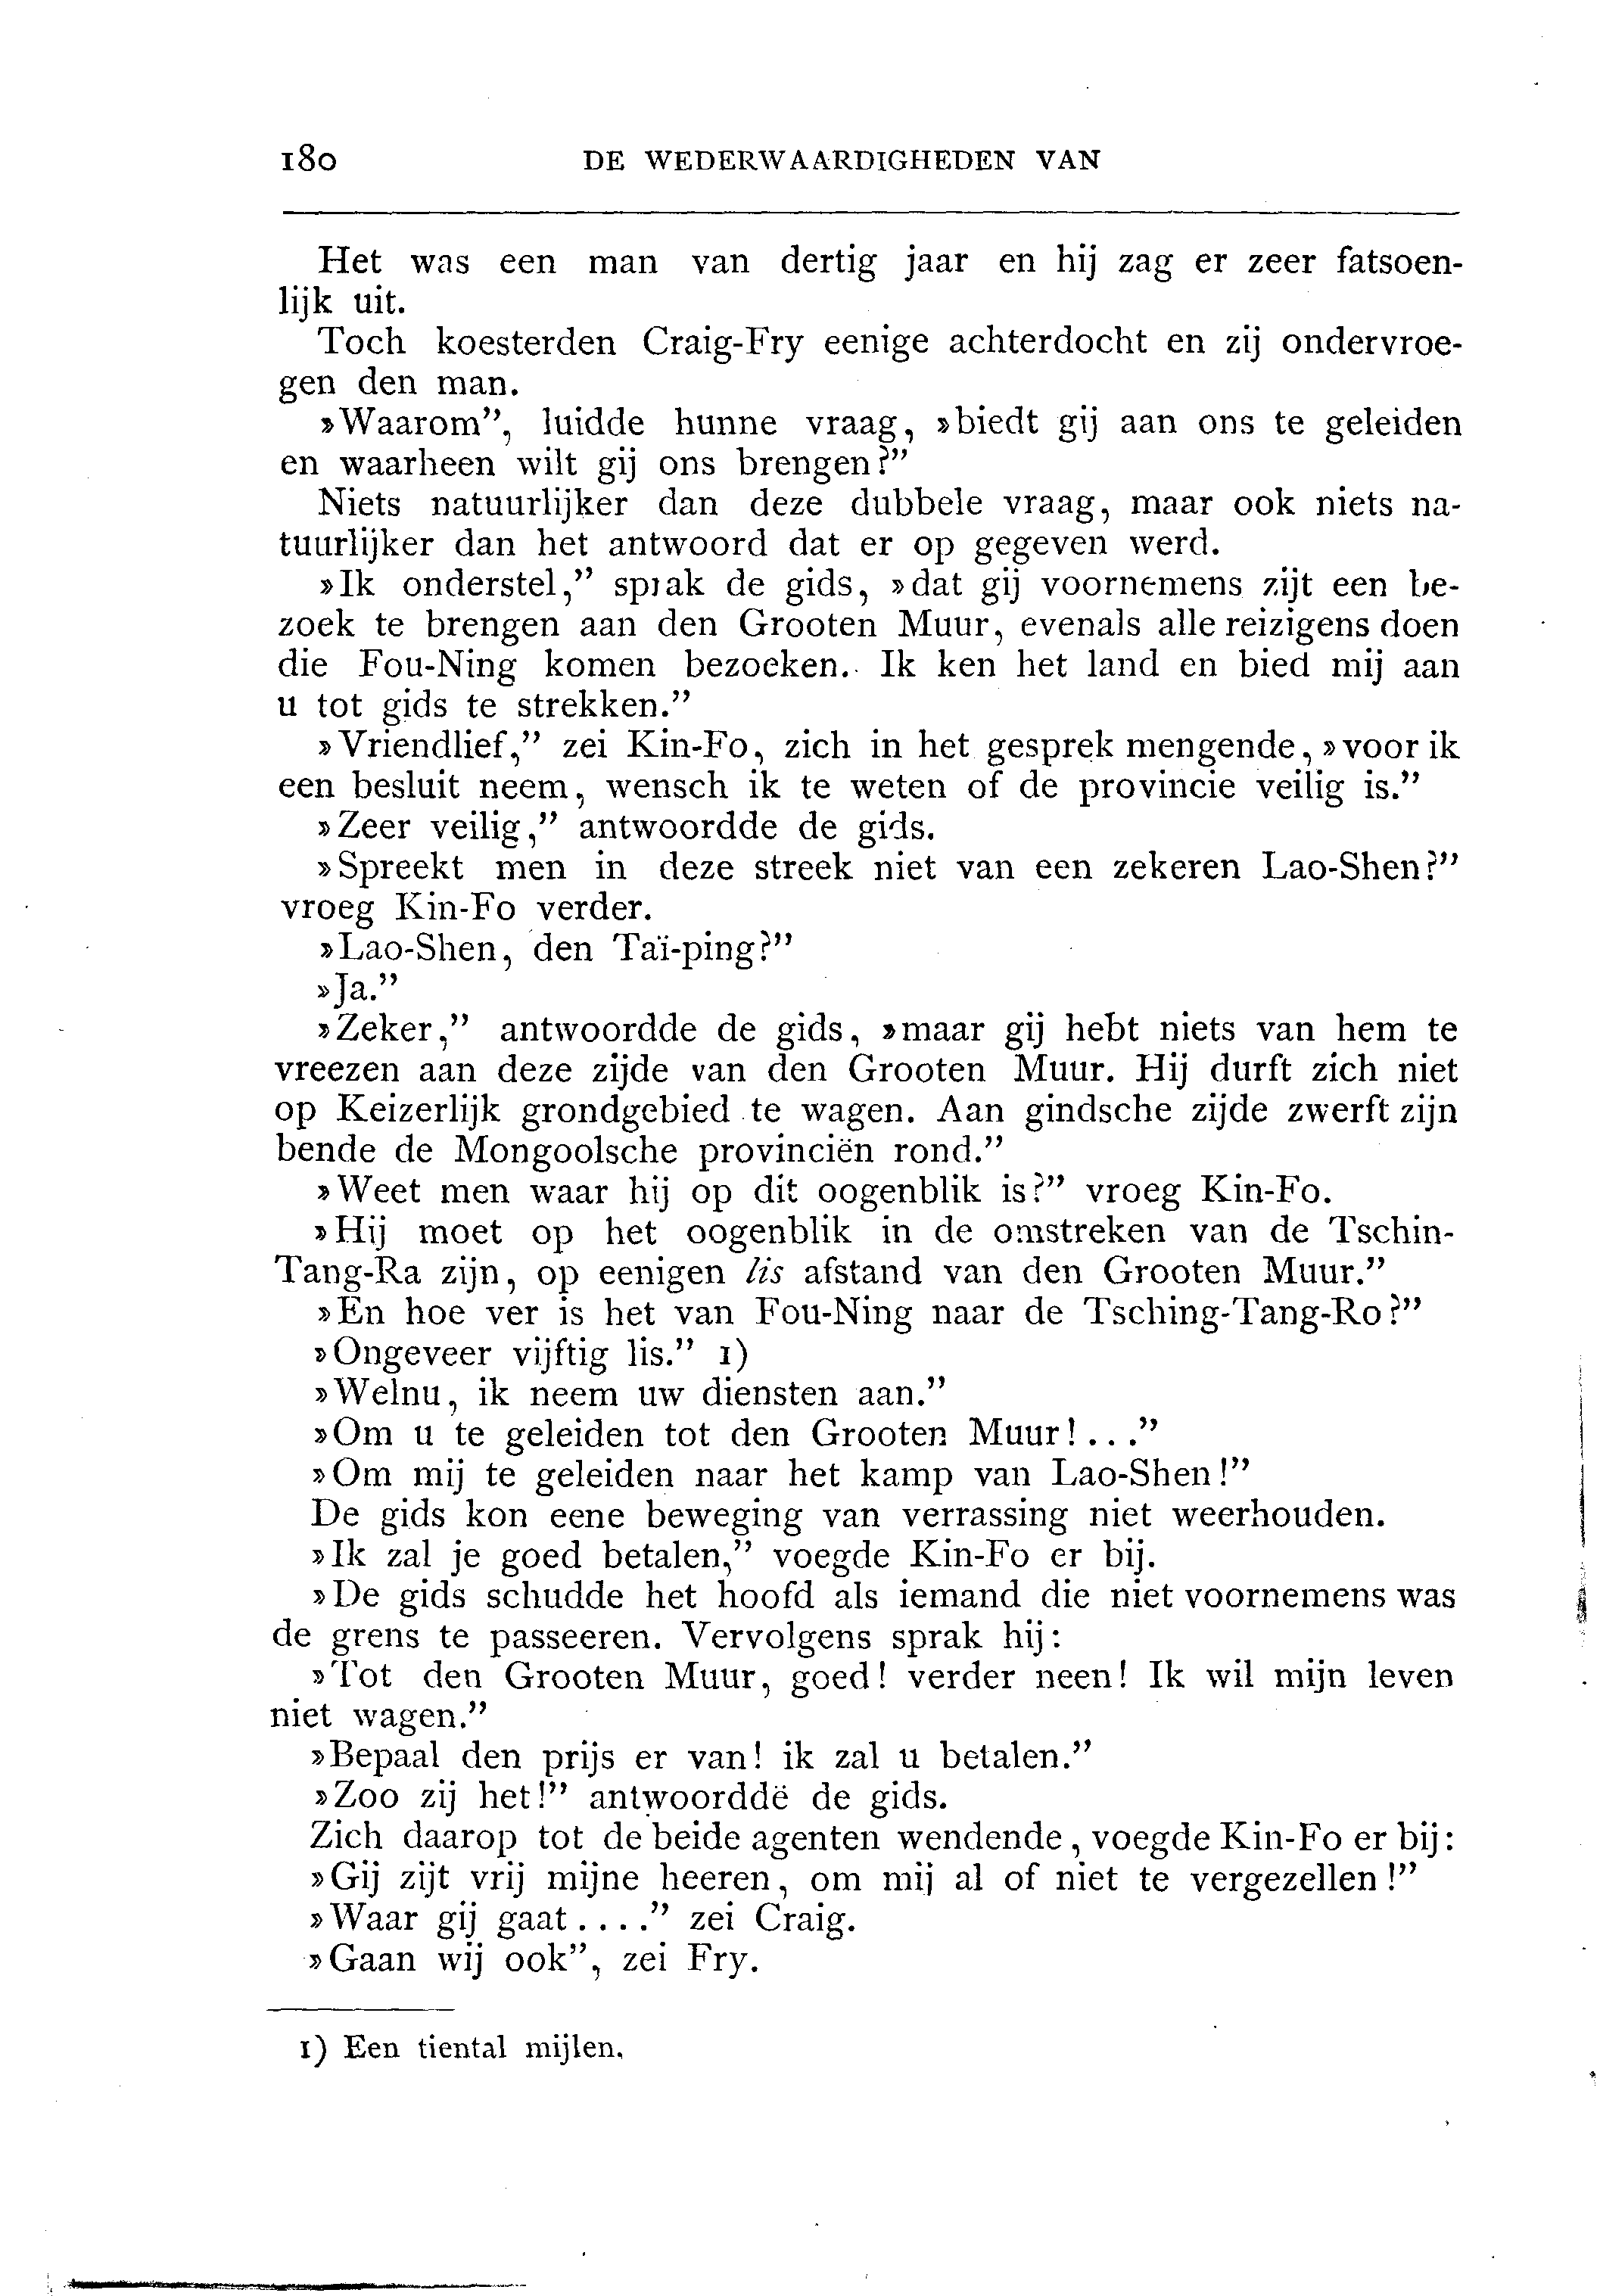 180 DE WEDERWAARDIGHEDEN VAN
Het was een man van dertig jaar en hij zag er zeer fatsoen-
lijk uit.
Toch koesterden Craig-Fry eenige achterdocht en zij ondervroe-
gen den man.
»Waarom”, luidde hunne vraag, »biedt gij aan ons te geleiden
en waarheen wilt gij ons brengen?”
Niets natuurlijker dan deze dubbele vraag, maar ook niets na-
tuurlijker dan het antwoord dat er op gegeven werd.
»Ik onderstel,” sprak de gids, »dat gij voornemens zijt een be-
zoek te brengen aan den Grooten Muur, evenals alle reizigens doen
die Fou-Ning komen bezoeken. Ik ken het land en bied mij aan
u tot gids te strekken.”
»Vriendlief,” zei Kin-Fo, zich in het gesprek mengende, »voor ik
een besluit neem, wensch ik te weten of de provincie veilig is.”
»Zeer veilig,” antwoordde de gids.
»Spreekt men in deze streek niet van een zekeren Lao-Shen?”
vroeg Kin-Fo verder.
»Lao-Shen, den Taï-ping?”
»Ja.”
»Zeker,” antwoordde de gids, »maar gij hebt niets van hem te
vreezen aan deze zijde van den Grooten Muur. Hij durft zich niet
op Keizerlijk grondgebied te wagen. Aan gindsche zijde zwerft zijn
bende de Mongoolsche provinciën rond.”
»Weet men waar hij op dit oogenblik is?” vroeg Kin-Fo.
»Hij moet op het oogenblik in de omstreken van de Tschin-
Tang-Ra zijn, op eenigen lis afstand van den Grooten Muur.”
»En hoe ver is het van Fou-Ning naar de Tsching-Tang-Ro?”
»Ongeveer vijftig lis.” 1)
»Welnu, ik neem uw diensten aan.”
»Om u te geleiden tot den Grooten Muur!...”
»Om mij te geleiden naar het kamp van Lao-Shen!”
De gids kon eene beweging van verrassing niet weerhouden.
»Ik zal je goed betalen,” voegde Kin-Fo er bij.
»De gids schudde het hoofd als iemand die niet voornemens was
de grens te passeeren. Vervolgens sprak hij:
»Tot den Grooten Muur, goed! verder neen! Ik wil mijn leven
niet wagen.”
»Bepaal den prijs er van! ik zal u betalen.”
»Zoo zij het!” antwoorddë de gids.
Zich daarop tot de beide agenten wendende, voegde Kin-Fo er bij:
»Gij zijt vrij mijne heeren, om mij al of niet te vergezellen!”
»Waar gij gaat....” zei Craig.
»Gaan wij ook”, zei Fry.
1) Een tiental mijlen.